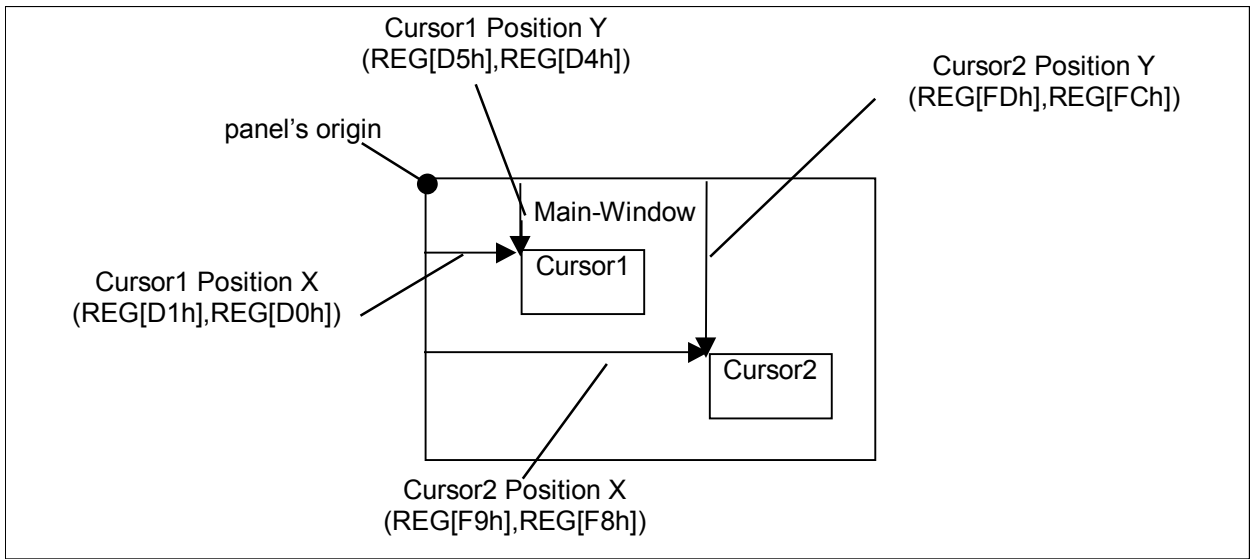 Cursor1 Position Y
(REG[D5h],REG[D4h])
Cursor2 Position Y
(REG[FDh],REG[FCh])
panel's origin
Main-Window
Cursor1
Cursor1 Position X
(REG[D1h],REG[D0h])
Cursor2
Cursor2 Position X
(REG[F9h],REG[F8h])